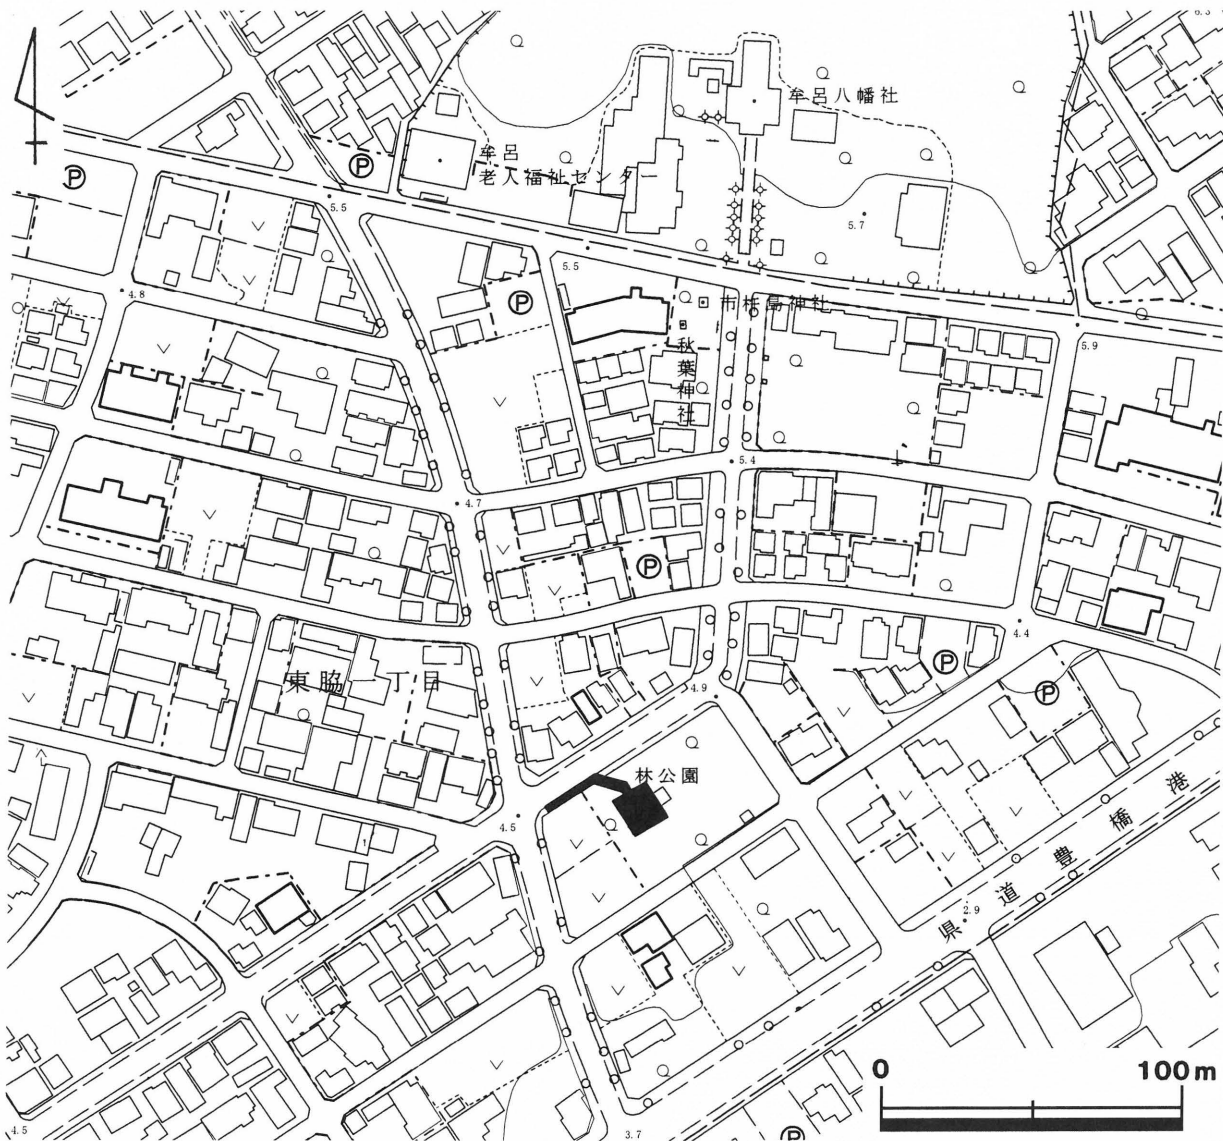 6.3
牟呂八幡社
牟呂
老人福祉センター
P
P
5.5
5.7
5.5
P
4.8
市杵島神社
秋葉神社
5.9
5.4
4.7
P
4.4
東脇一丁目
4.9
P
P
林公園
4.5
県道豊橋港
2.9
0 100m
4.5
3.7
P